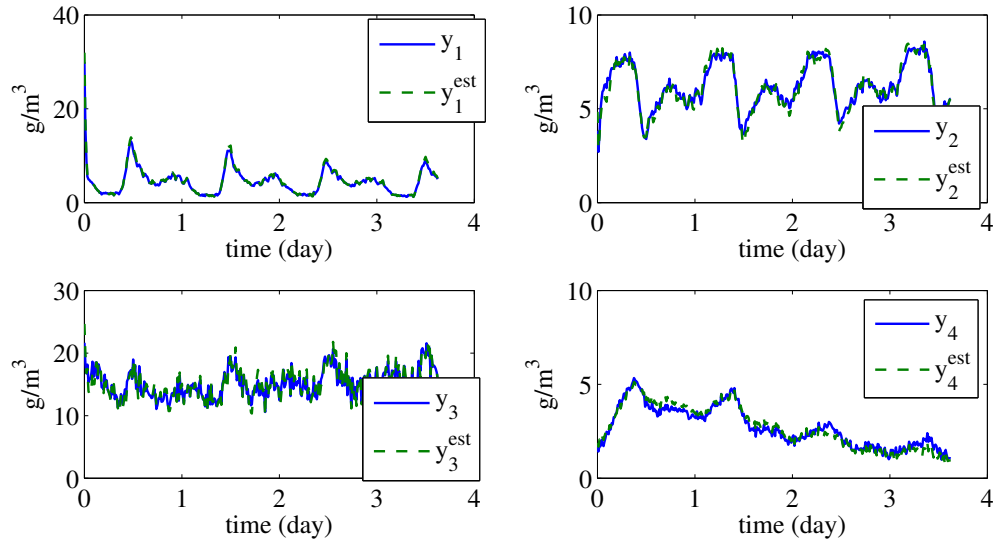 40
20
0
g/m³
0 1 2 3 4
time (day)
y₁
y₁ᵉˢᵗ
10
5
0
g/m³
0 1 2 3 4
time (day)
y₂
y₂ᵉˢᵗ
30
20
10
0
g/m³
0 1 2 3 4
time (day)
y₃
y₃ᵉˢᵗ
10
5
0
g/m³
0 1 2 3 4
time (day)
y₄
y₄ᵉˢᵗ